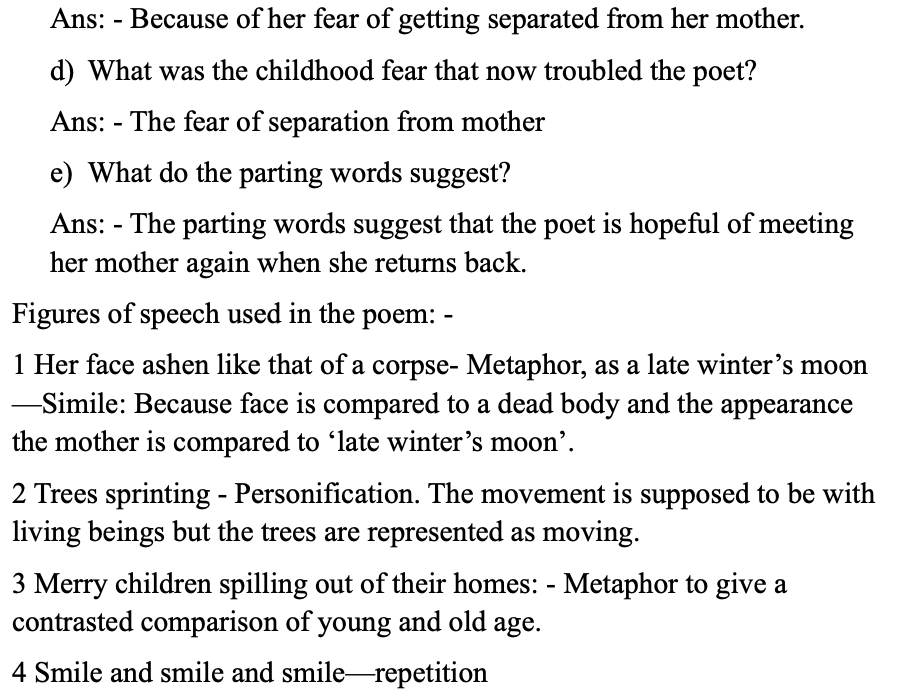 Ans: - Because of her fear of getting separated from her mother.
d)  What was the childhood fear that now troubled the poet?
Ans: - The fear of separation from mother
e)  What do the parting words suggest?
Ans: - The parting words suggest that the poet is hopeful of meeting
her mother again when she returns back.
Figures of speech used in the poem: -
1 Her face ashen like that of a corpse- Metaphor, as a late winter’s moon
—Simile: Because face is compared to a dead body and the appearance
the mother is compared to ‘late winter’s moon’.
2 Trees sprinting - Personification. The movement is supposed to be with
living beings but the trees are represented as moving.
3 Merry children spilling out of their homes: - Metaphor to give a
contrasted comparison of young and old age.
4 Smile and smile and smile—repetition